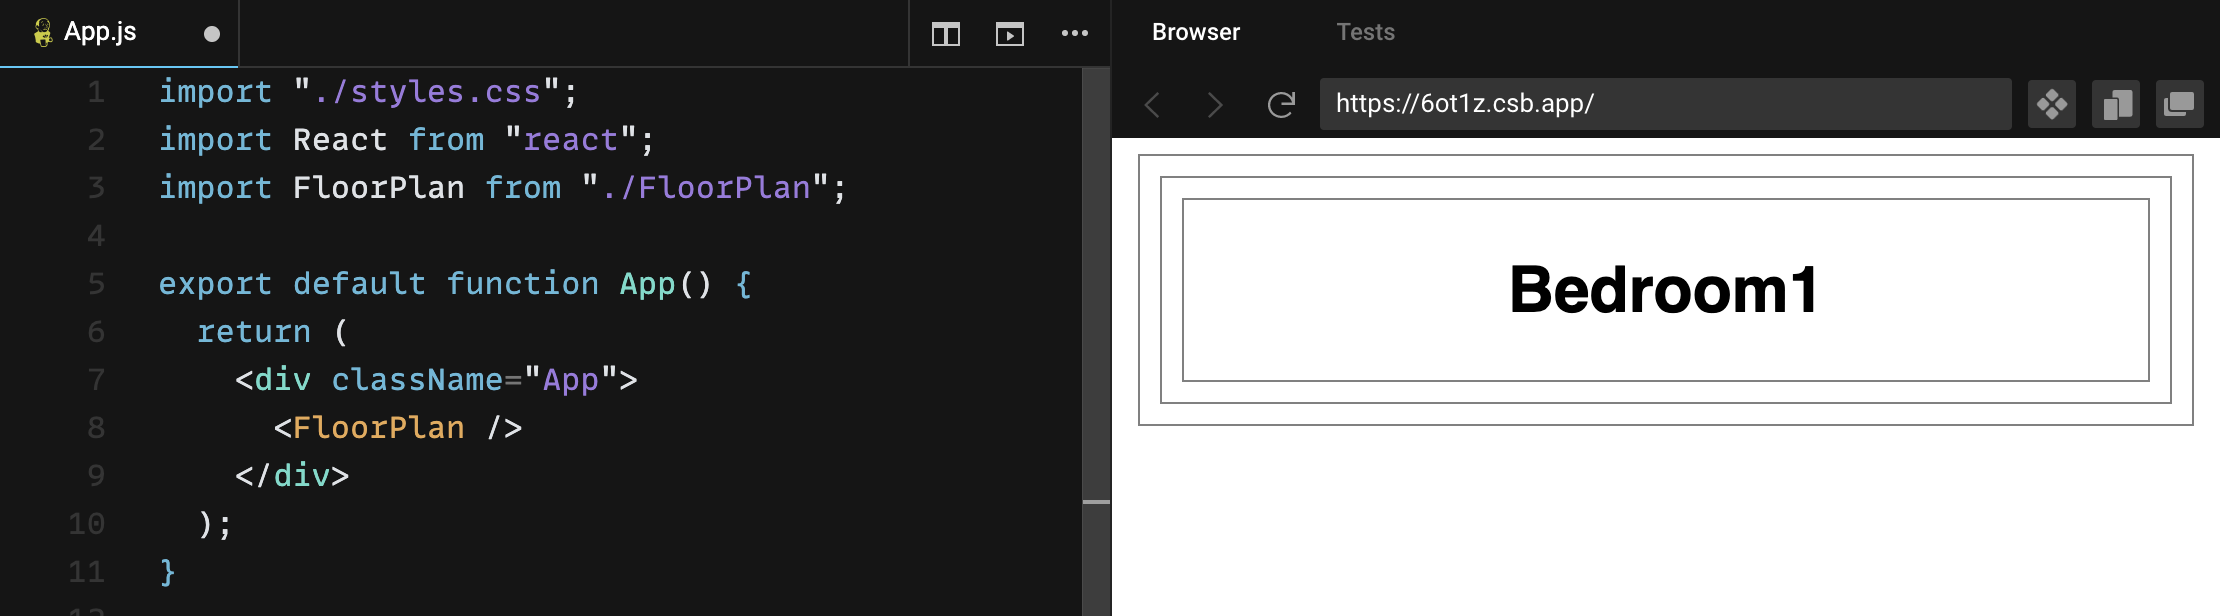 App.js
1 import "./styles.css";
2 import React from "react";
3 import FloorPlan from "./FloorPlan";
4
5 export default function App() {
6 return (
7 <div className="App">
8 <FloorPlan />
9 </div>
10 );
11 }
12
Browser Tests
https://6ot1z.csb.app/
Bedroom1